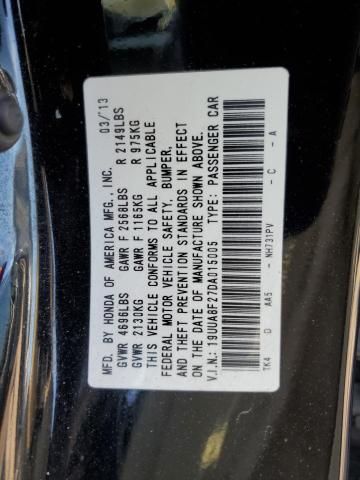 MFD. BY HONDA OF AMERICA MFG., INC. 03/13
GVWR 4696LBS GAWR F 2568LBS R 2149LBS
GVWR 2130KG GAWR F 1165KG R 975KG
THIS VEHICLE CONFORMS TO ALL APPLICABLE
FEDERAL MOTOR VEHICLE SAFETY, BUMPER,
AND THEFT PREVENTION STANDARDS IN EFFECT
ON THE DATE OF MANUFACTURE SHOWN ABOVE.
V.I.N.: 19UUA8F27DA015005 TYPE: PASSENGER CAR
TK4 D AA5 - NH731PV - C - A